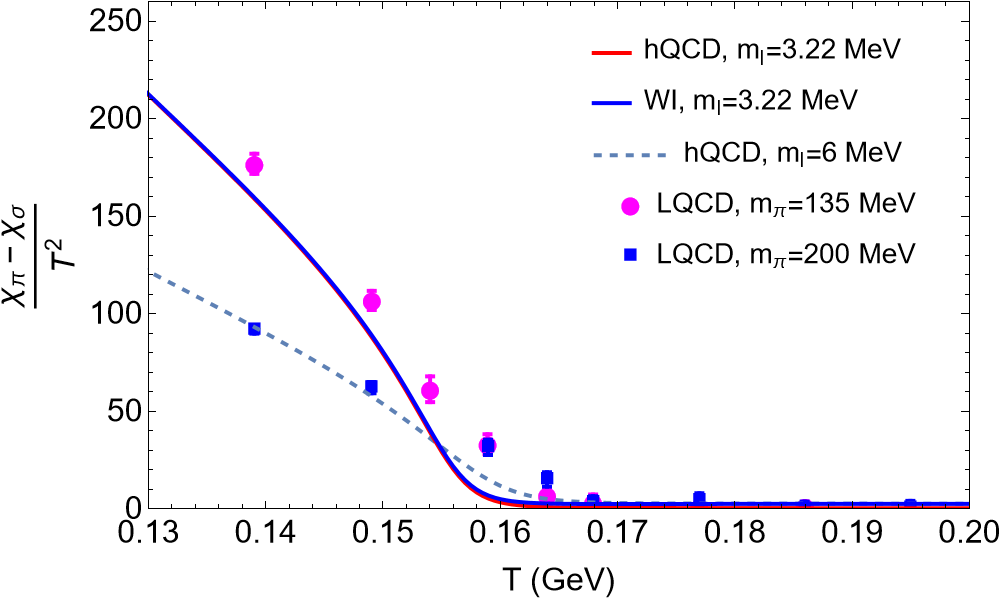 250
200
150
100
50
0
χπ − χσ
T²
hQCD, ml=3.22 MeV
WI, ml=3.22 MeV
hQCD, ml=6 MeV
LQCD, mπ=135 MeV
LQCD, mπ=200 MeV
0.13 0.14 0.15 0.16 0.17 0.18 0.19 0.20
T (GeV)